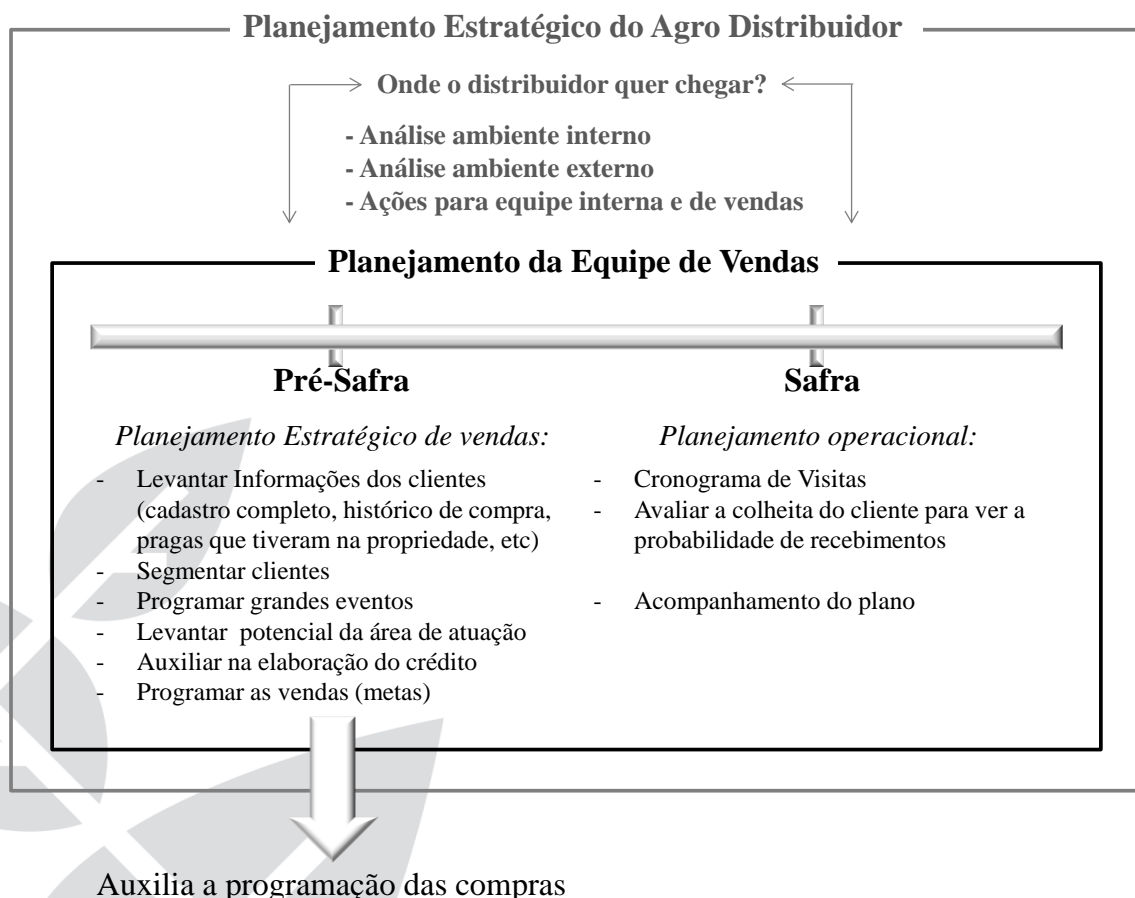 Planejamento Estratégico do Agro Distribuidor
Onde o distribuidor quer chegar?
- Análise ambiente interno
- Análise ambiente externo
- Ações para equipe interna e de vendas
Planejamento da Equipe de Vendas
Pré-Safra
Planejamento Estratégico de vendas:
- Levantar Informações dos clientes
(cadastro completo, histórico de compra,
pragas que tiveram na propriedade, etc)
- Segmentar clientes
- Programar grandes eventos
- Levantar potencial da área de atuação
- Auxiliar na elaboração do crédito
- Programar as vendas (metas)
Safra
Planejamento operacional:
- Cronograma de Visitas
- Avaliar a colheita do cliente para ver a
probabilidade de recebimentos
- Acompanhamento do plano
Auxilia a programação das compras